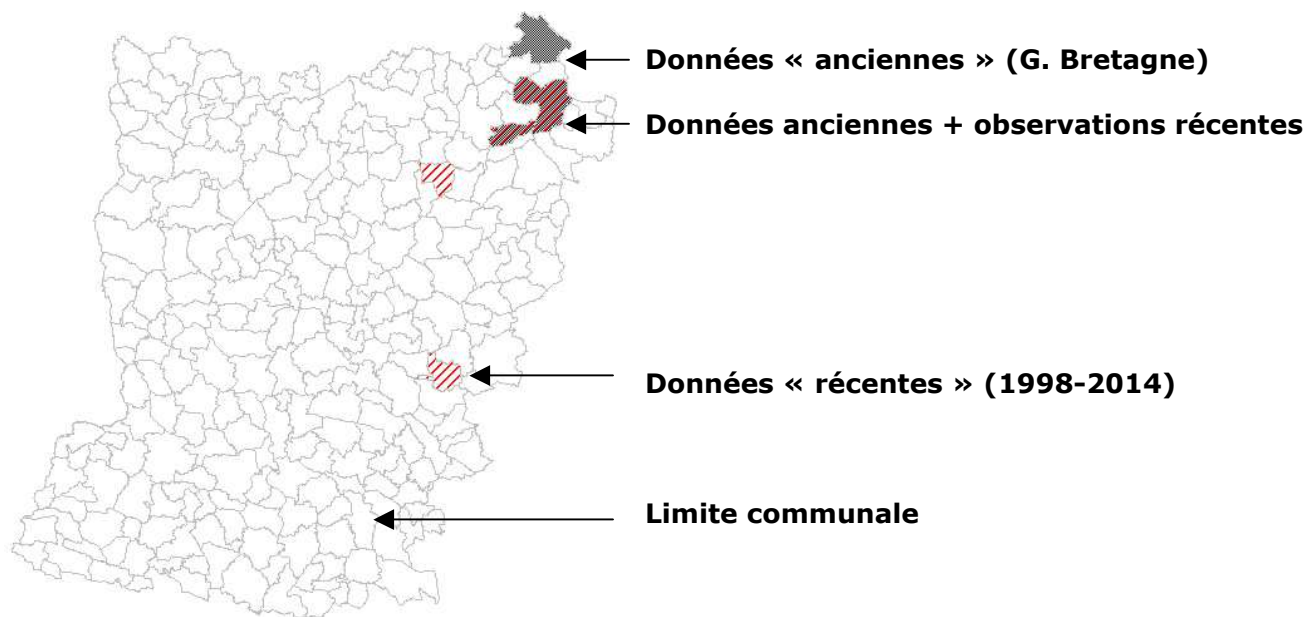 Données « anciennes » (G. Bretagne)
Données anciennes + observations récentes
Données « récentes » (1998-2014)
Limite communale